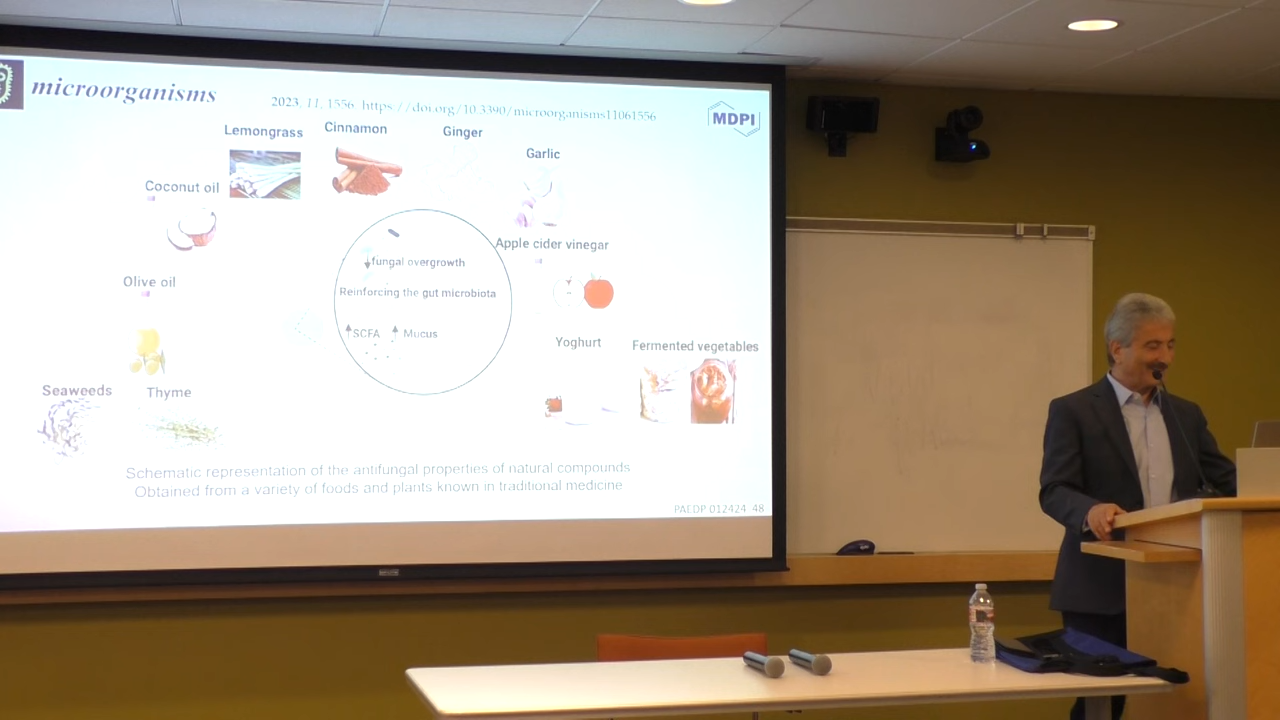 microorganisms
2023, 11, 1556. https://doi.org/10.3390/microorganisms11061556
MDPI
Lemongrass
Cinnamon
Ginger
Garlic
Coconut oil
Apple cider vinegar
fungal overgrowth
Olive oil
Reinforcing the gut microbiota
SCFA
Mucus
Yoghurt
Fermented vegetables
Seaweeds
Thyme
Schematic representation of the antifungal properties of natural compounds
Obtained from a variety of foods and plants known in traditional medicine
PAEDP 012424 48